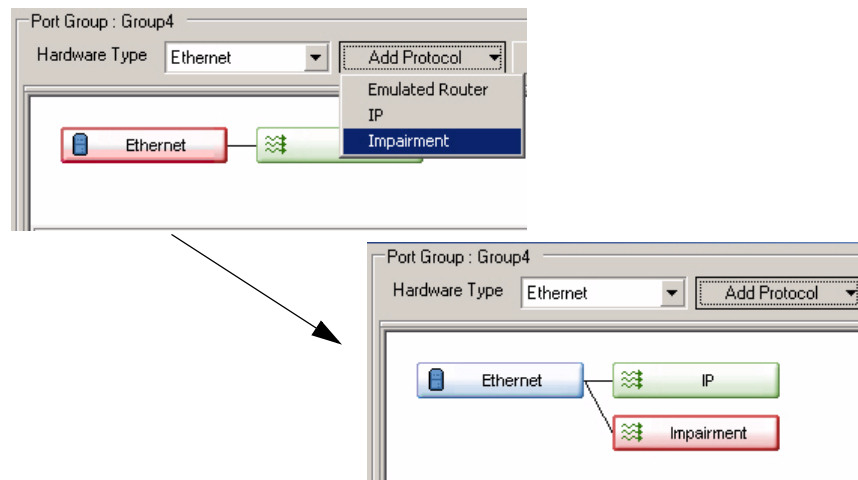 Port Group : Group4
Hardware Type Ethernet Add Protocol
Emulated Router
IP
Impairment
Ethernet
Port Group : Group4
Hardware Type Ethernet Add Protocol
Ethernet IP
Impairment